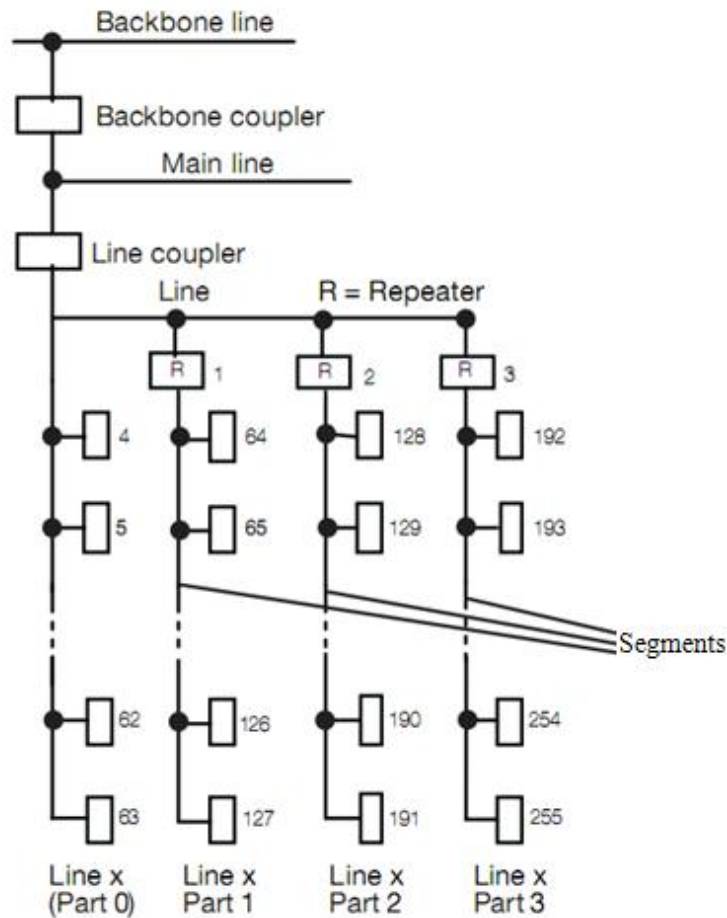 Backbone line
Backbone coupler
Main line
Line coupler
Line R = Repeater
R 1 R 2 R 3
4 64 128 192
5 65 129 193
Segments
62 126 190 254
63 127 191 255
Line x Line x Line x Line x
(Part 0) Part 1 Part 2 Part 3